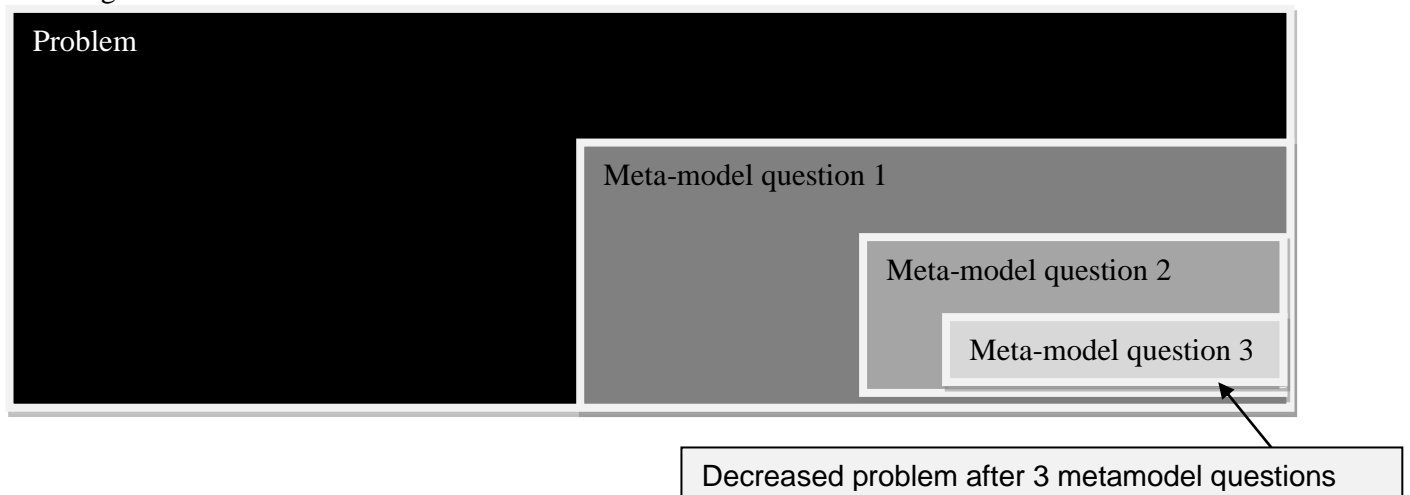 Problem
Meta-model question 1
Meta-model question 2
Meta-model question 3
Decreased problem after 3 metamodel questions